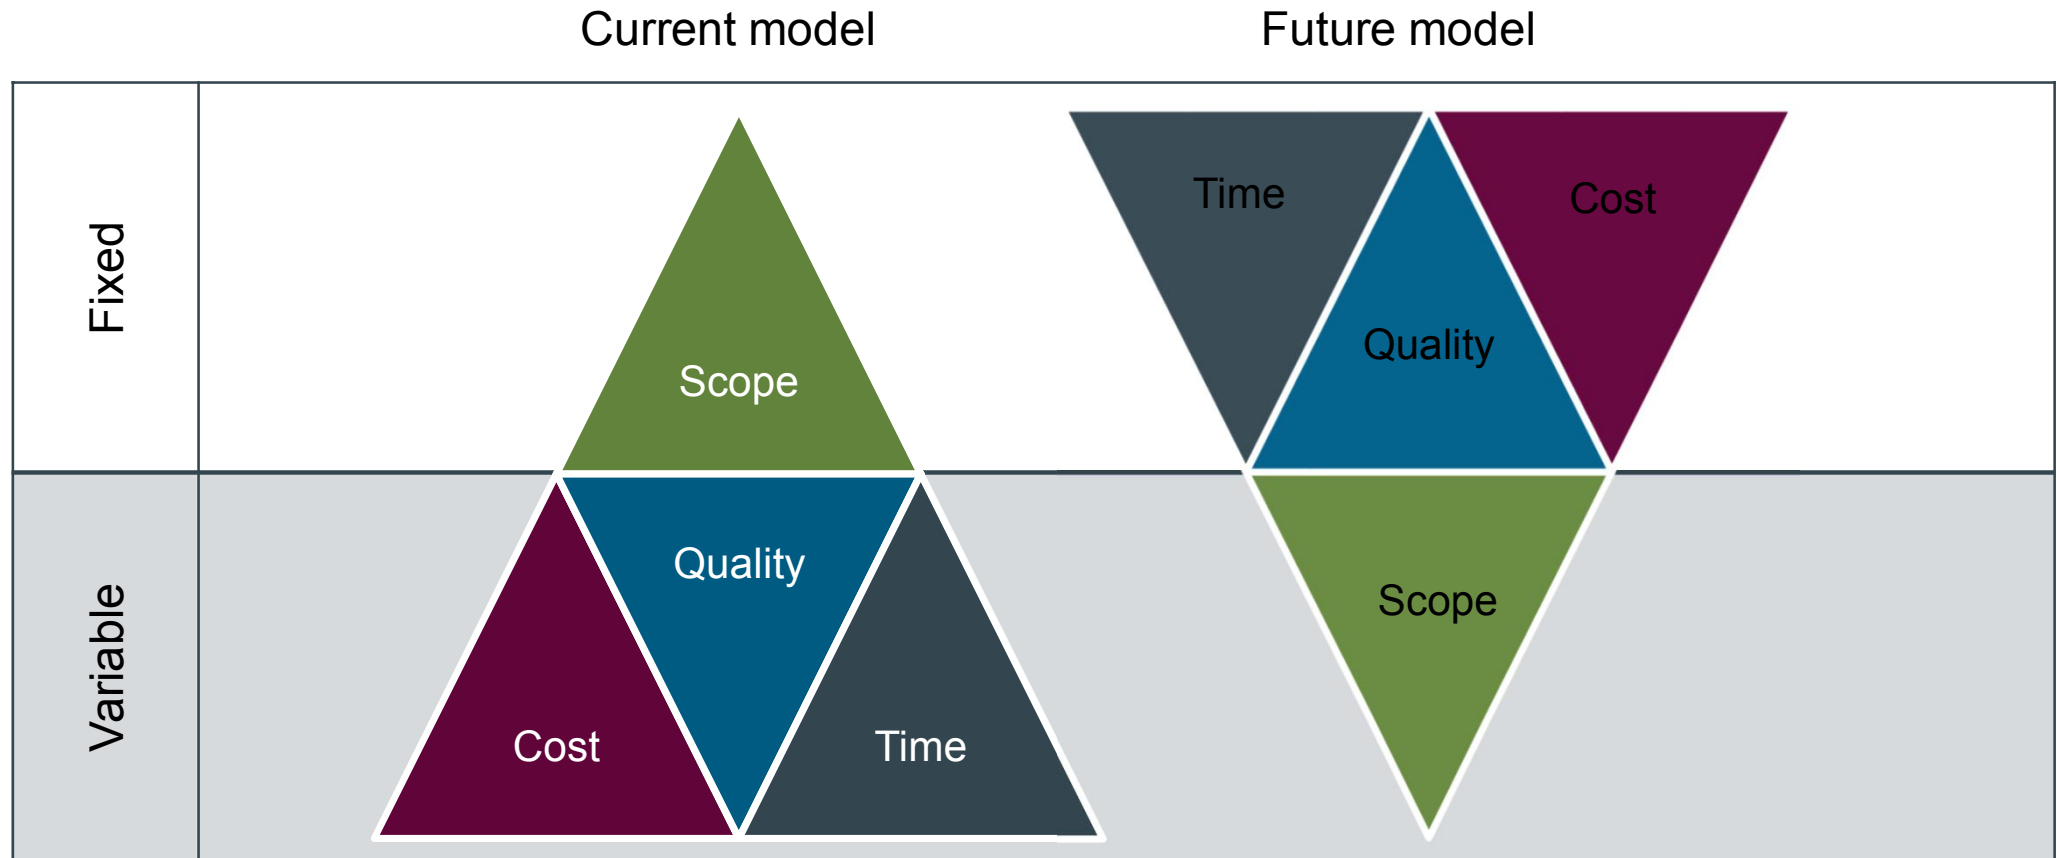 Current model
Future model
Fixed
Scope
Time
Cost
Quality
Variable
Quality
Cost
Time
Scope